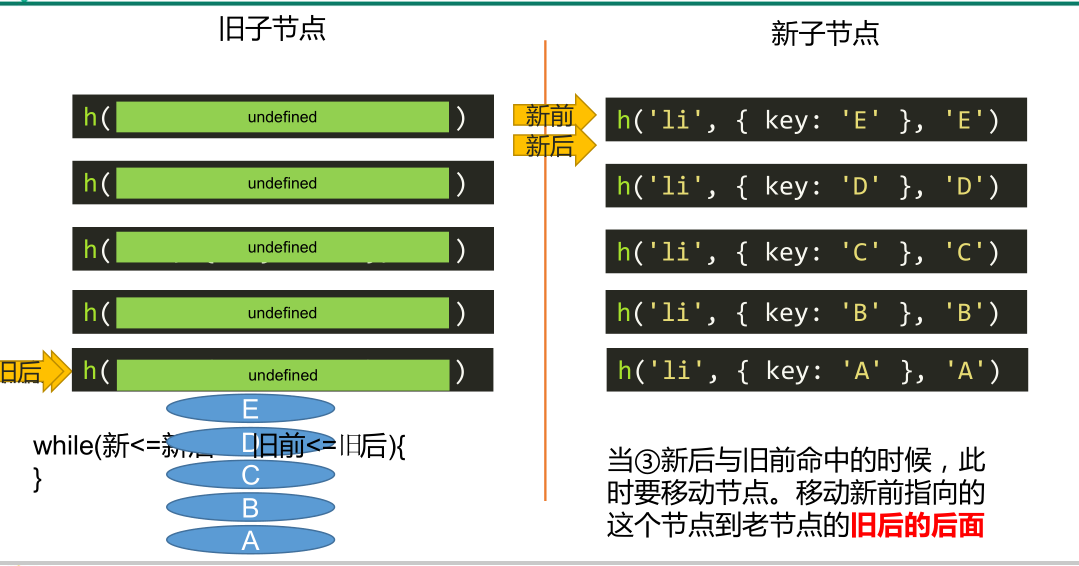 旧子节点
新子节点
h( undefined )
h( undefined )
h( undefined )
h( undefined )
旧后 h( undefined )
新前
新后
h('li', { key: 'E' }, 'E')
h('li', { key: 'D' }, 'D')
h('li', { key: 'C' }, 'C')
h('li', { key: 'B' }, 'B')
h('li', { key: 'A' }, 'A')
E
D
C
B
A
while(新<=新后 旧前<=旧后){
}
当③新后与旧前命中的时候，此
时要移动节点。移动新前指向的
这个节点到老节点的旧后的后面